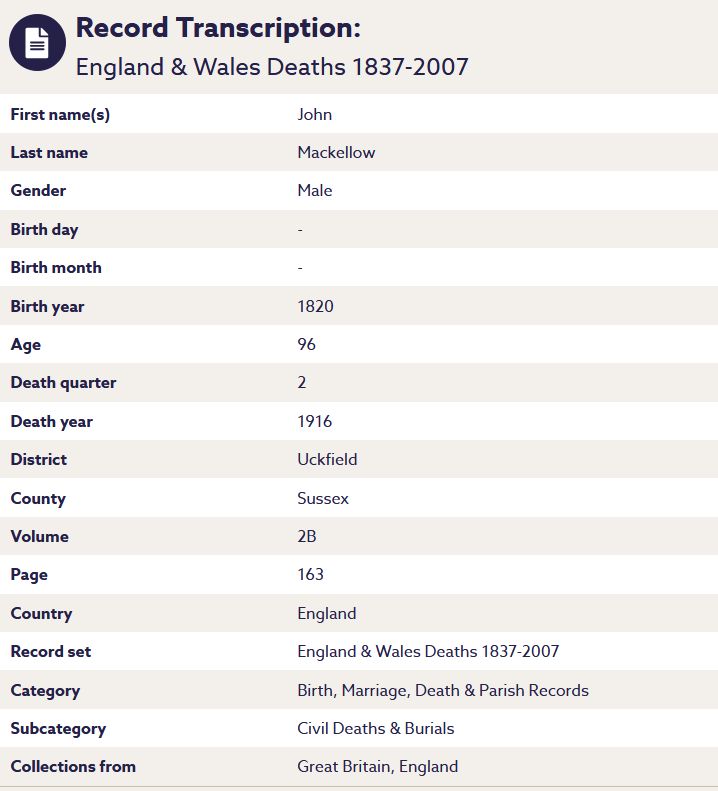 Record Transcription:
England & Wales Deaths 1837-2007
First name(s) John
Last name Mackellow
Gender Male
Birth day -
Birth month -
Birth year 1820
Age 96
Death quarter 2
Death year 1916
District Uckfield
County Sussex
Volume 2B
Page 163
Country England
Record set England & Wales Deaths 1837-2007
Category Birth, Marriage, Death & Parish Records
Subcategory Civil Deaths & Burials
Collections from Great Britain, England